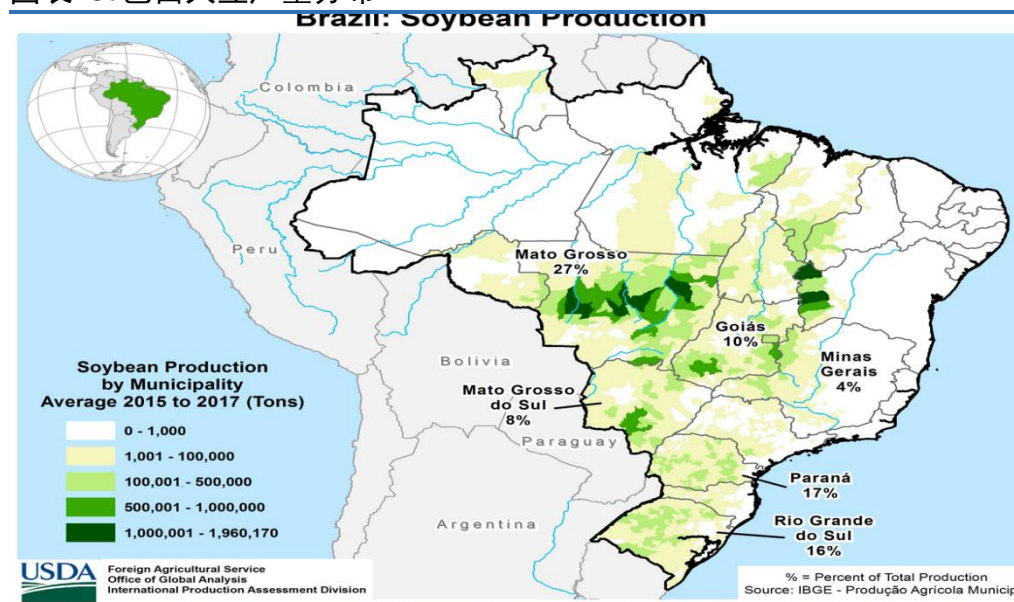 Brazil: Soybean Production
Colombia
Peru
Mato Grosso
27%
Goiás
10%
Minas
Gerais
4%
Bolivia
Mato Grosso
do Sul
8%
Paraguay
Paraná
17%
Rio Grande
do Sul
16%
Argentina
Soybean Production
by Municipality
Average 2015 to 2017 (Tons)
0 - 1,000
1,001 - 100,000
100,001 - 500,000
500,001 - 1,000,000
1,000,001 - 1,960,170
USDA
Foreign Agricultural Service
Office of Global Analysis
International Production Assessment Division
% = Percent of Total Production
Source: IBGE - Produção Agrícola Municip